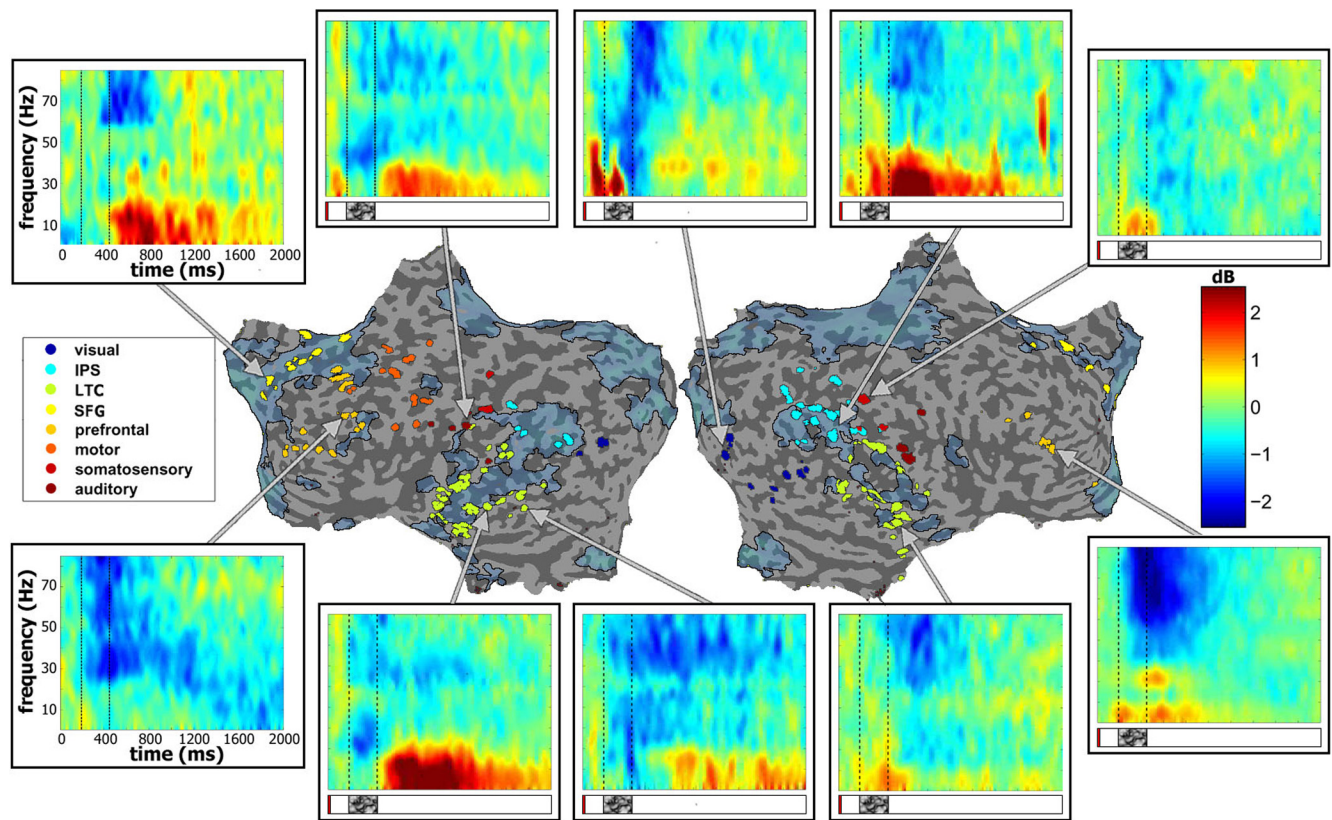 frequency (Hz)
70
50
30
10
0 400 800 1200 1600 2000
time (ms)
visual
IPS
LTC
SFG
prefrontal
motor
somatosensory
auditory
dB
2
1
0
-1
-2
frequency (Hz)
70
50
30
10
0 400 800 1200 1600 2000
time (ms)